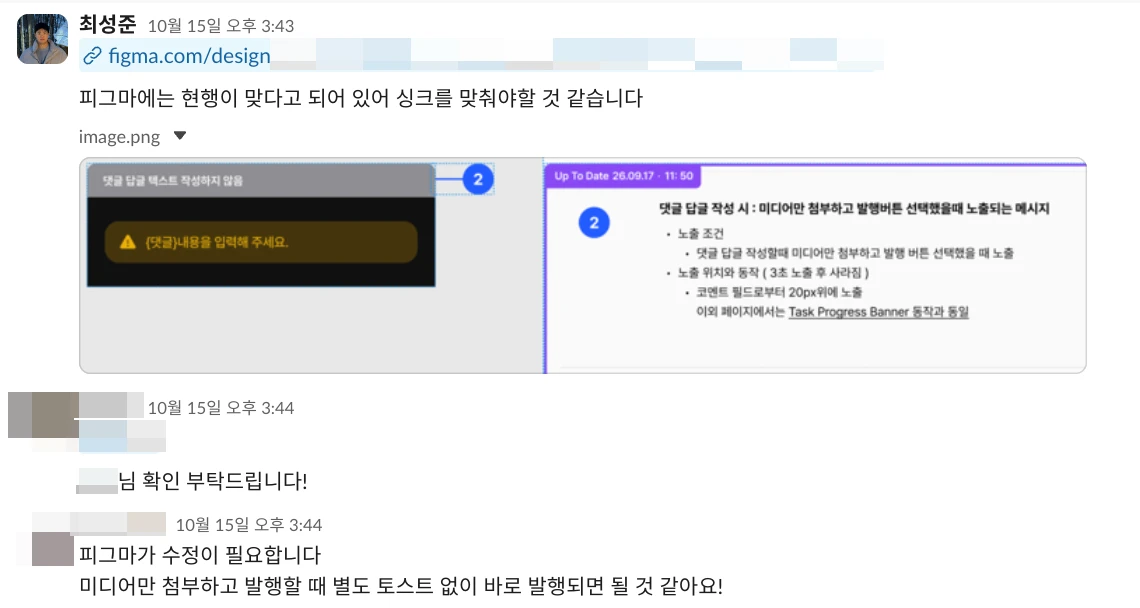 최성준 10월 15일 오후 3:43
figma.com/design
피그마에는 현행이 맞다고 되어 있어 싱크를 맞춰야할 것 같습니다
image.png
댓글 답글 텍스트 작성하지 않음
2
{댓글}내용을 입력해 주세요.
Up To Date 26.09.17 · 11:50
2
댓글 답글 작성 시 : 미디어만 첨부하고 발행버튼 선택했을때 노출되는 메시지
• 노출 조건
• 댓글 답글 작성할때 미디어만 첨부하고 발행 버튼 선택했을 때 노출
• 노출 위치와 동작 ( 3초 노출 후 사라짐 )
• 코멘트 필드로부터 20px위에 노출
이외 페이지에서는 Task Progress Banner 동작과 동일
10월 15일 오후 3:44
님 확인 부탁드립니다!
10월 15일 오후 3:44
피그마가 수정이 필요합니다
미디어만 첨부하고 발행할 때 별도 토스트 없이 바로 발행되면 될 것 같아요!